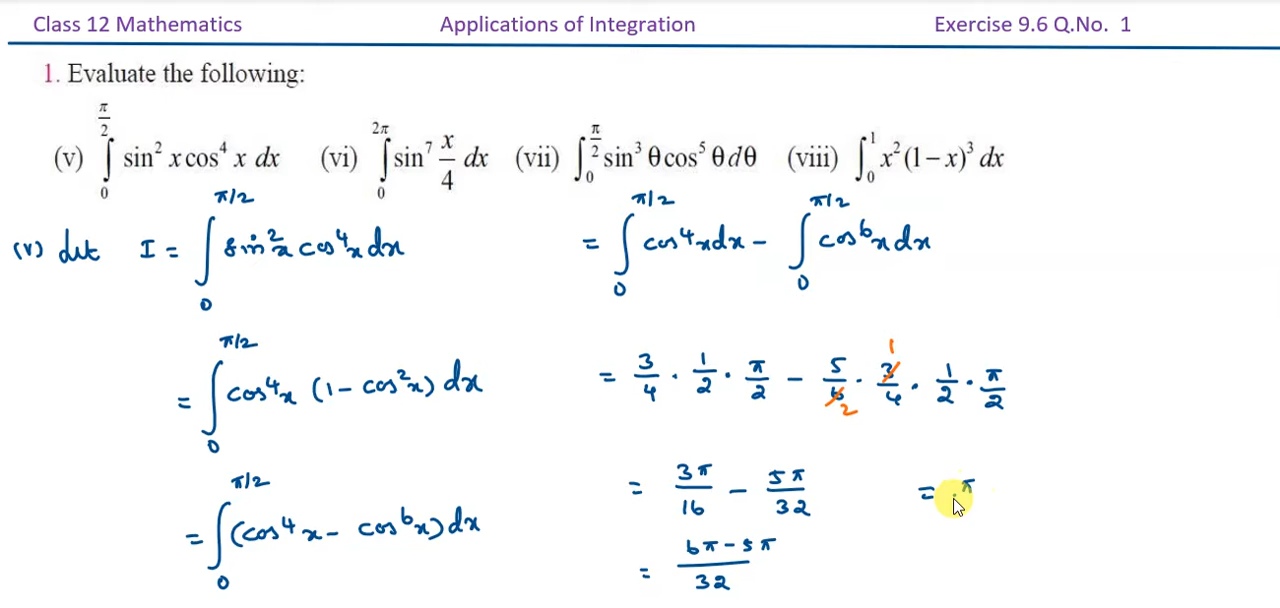 Class 12 Mathematics Applications of Integration Exercise 9.6 Q.No. 1
1. Evaluate the following:
(v) ∫₀^{π/2} sin² x cos⁴ x dx (vi) ∫₀^{2π} sin⁷ x/4 dx (vii) ∫₀^{π/2} sin³ θ cos⁵ θ dθ (viii) ∫₀¹ x² (1 − x)³ dx
(v) Let I = ∫₀^{π/2} sin²x cos⁴x dx
= ∫₀^{π/2} cos⁴x (1 − cos²x) dx
= ∫₀^{π/2} (cos⁴x − cos⁶x) dx
= ∫₀^{π/2} cos⁴x dx − ∫₀^{π/2} cos⁶x dx
= 3/4 · 1/2 · π/2 − 5/6 2 · 3/4 1 · 1/2 · π/2
= 3π/16 − 5π/32
= 6π − 5π / 32
= π